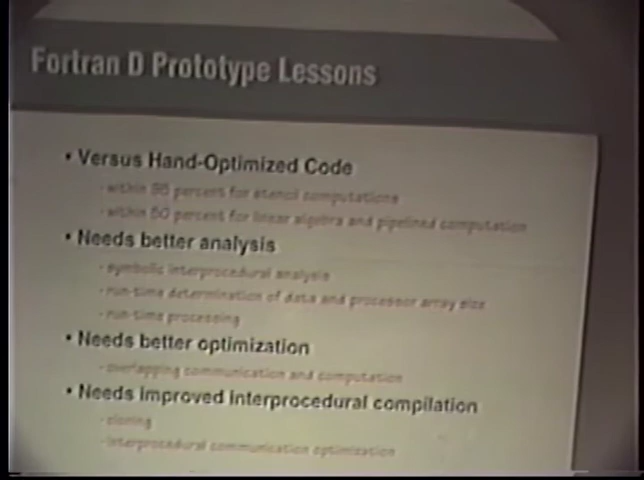 Fortran D Prototype Lessons
• Versus Hand-Optimized Code
- within 95 percent for stencil computations
- within 50 percent for linear algebra and pipelined computation
• Needs better analysis
- symbolic interprocedural analysis
- run-time determination of data and processor array size
- run-time processing
• Needs better optimization
- overlapping communication and computation
• Needs improved interprocedural compilation
- cloning
- interprocedural communication optimization